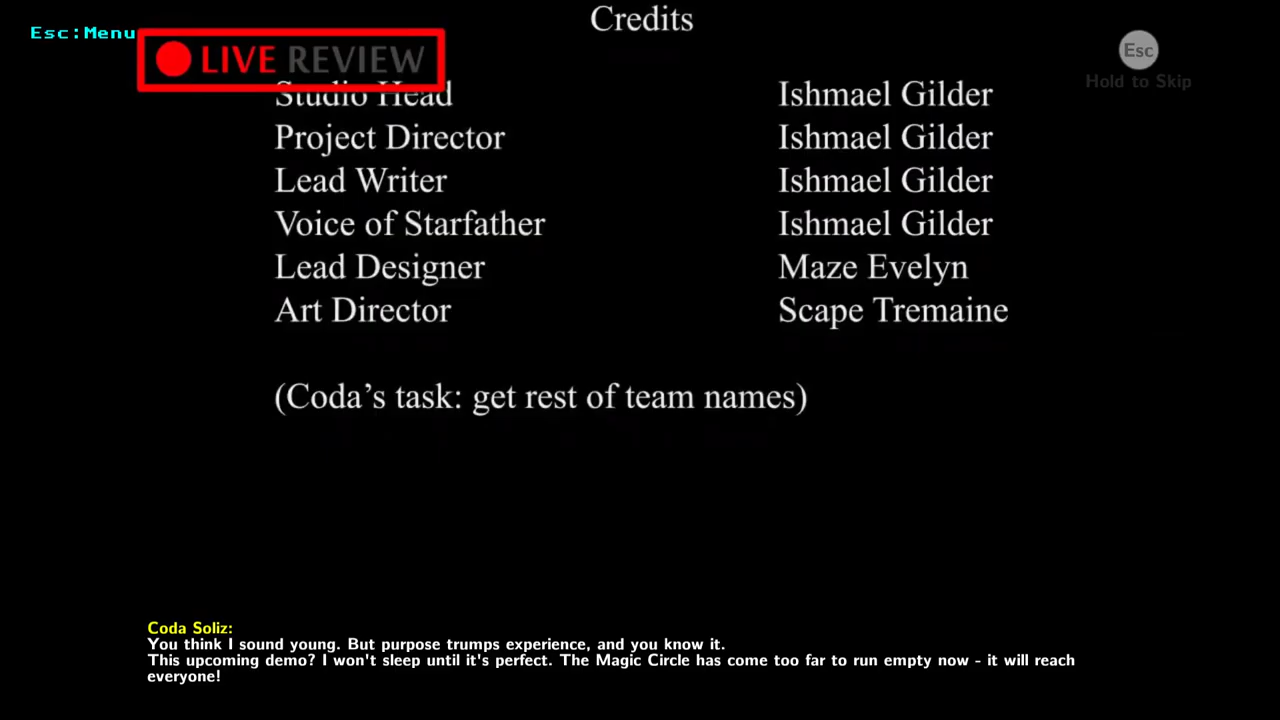 Credits
Esc:Menu
LIVE REVIEW
Esc
Hold to Skip
Studio Head Ishmael Gilder
Project Director Ishmael Gilder
Lead Writer Ishmael Gilder
Voice of Starfather Ishmael Gilder
Lead Designer Maze Evelyn
Art Director Scape Tremaine
(Coda’s task: get rest of team names)
Coda Soliz:
You think I sound young. But purpose trumps experience, and you know it.
This upcoming demo? I won't sleep until it's perfect. The Magic Circle has come too far to run empty now - it will reach
everyone!